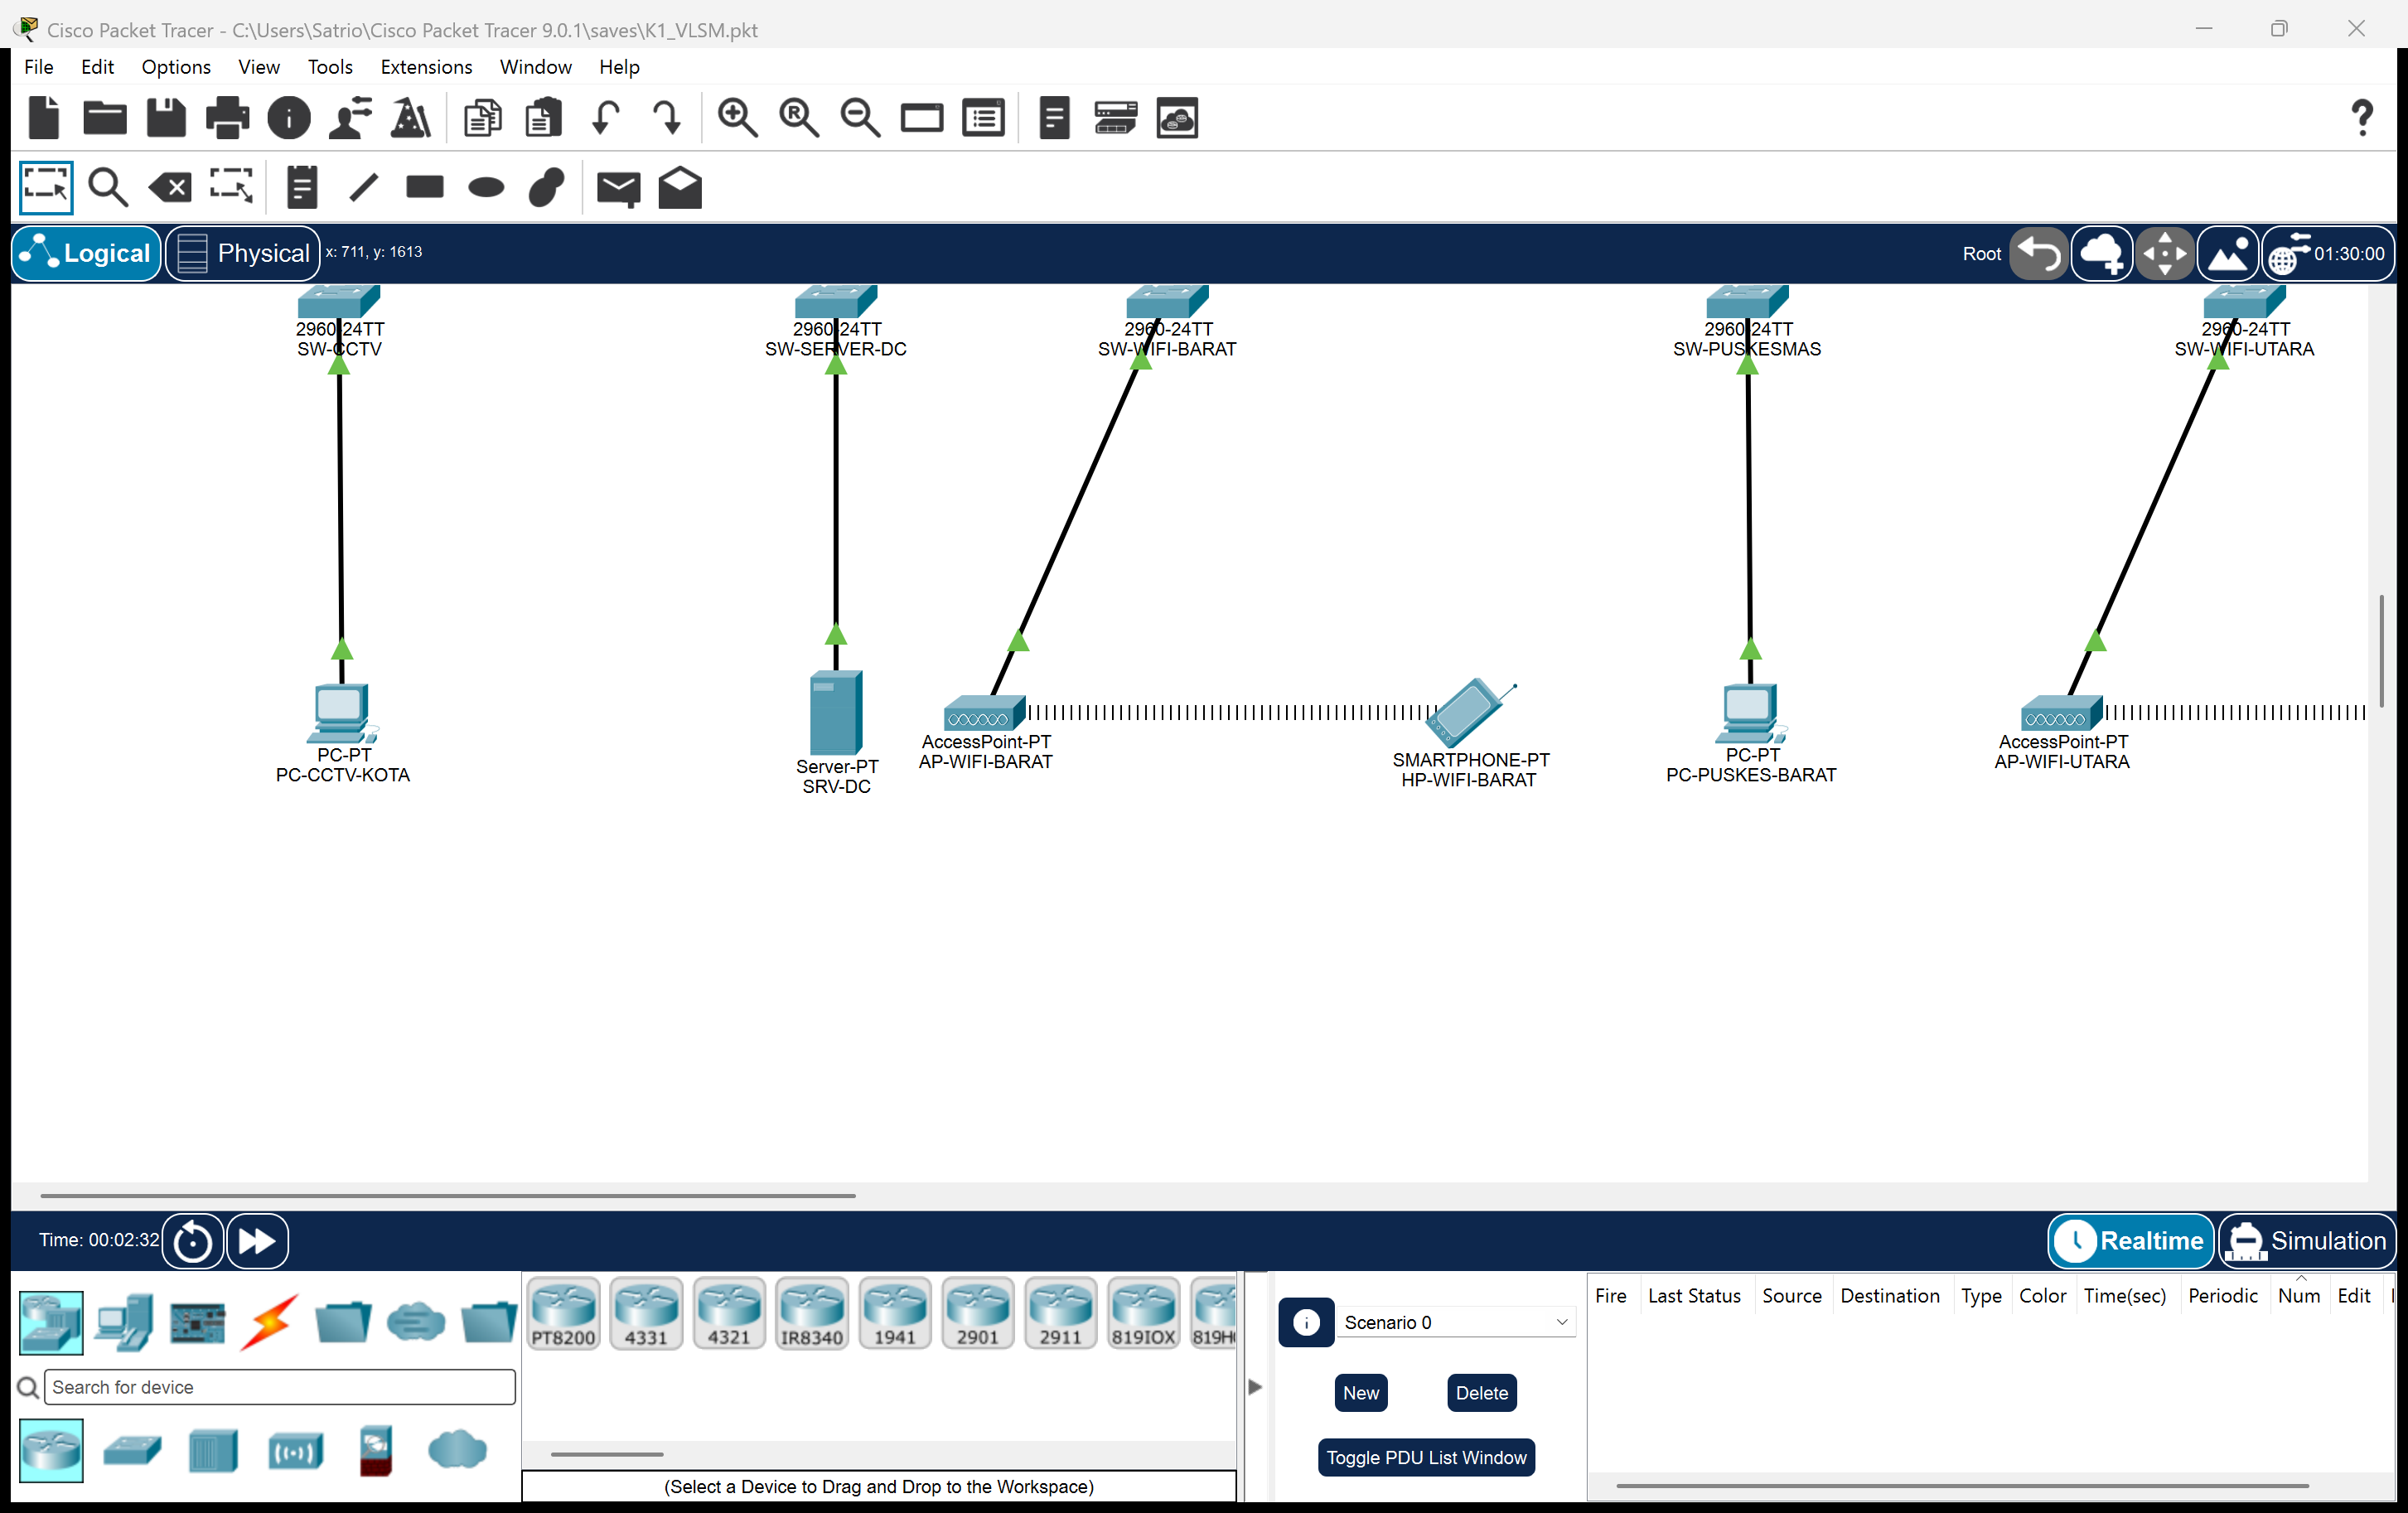 Cisco Packet Tracer - C:\Users\Satrio\Cisco Packet Tracer 9.0.1\saves\K1_VLSM.pkt
File Edit Options View Tools Extensions Window Help
Logical Physical x: 711, y: 1613 Root 01:30:00
2960-24TT
SW-CCTV
2960-24TT
SW-SERVER-DC
2960-24TT
SW-WIFI-BARAT
2960-24TT
SW-PUSKESMAS
2960-24TT
SW-WIFI-UTARA
PC-PT
PC-CCTV-KOTA
Server-PT
SRV-DC
AccessPoint-PT
AP-WIFI-BARAT
SMARTPHONE-PT
HP-WIFI-BARAT
PC-PT
PC-PUSKES-BARAT
AccessPoint-PT
AP-WIFI-UTARA
Time: 00:02:32 Realtime Simulation
PT8200 4331 4321 IR8340 1941 2901 2911 819IOX
Search for device
(Select a Device to Drag and Drop to the Workspace)
Scenario 0
New Delete
Toggle PDU List Window
Fire Last Status Source Destination Type Color Time(sec) Periodic Num Edit